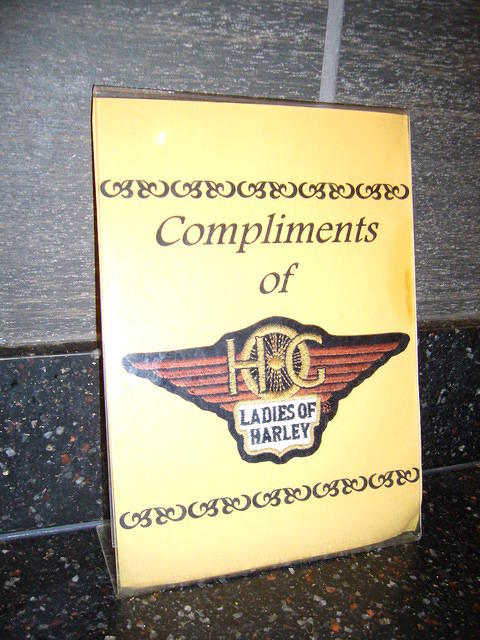 Compliments
of
HOG
LADIES OF
HARLEY